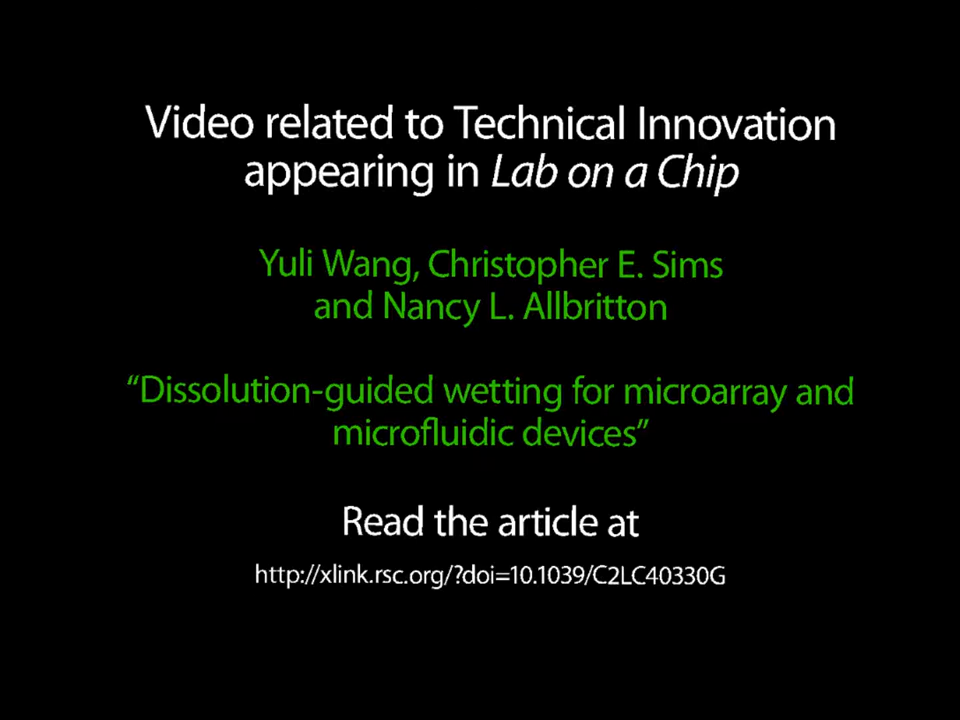 Video related to Technical Innovation
appearing in Lab on a Chip
Yuli Wang, Christopher E. Sims
and Nancy L. Allbritton
“Dissolution-guided wetting for microarray and
microfluidic devices”
Read the article at
http://xlink.rsc.org/?doi=10.1039/C2LC40330G